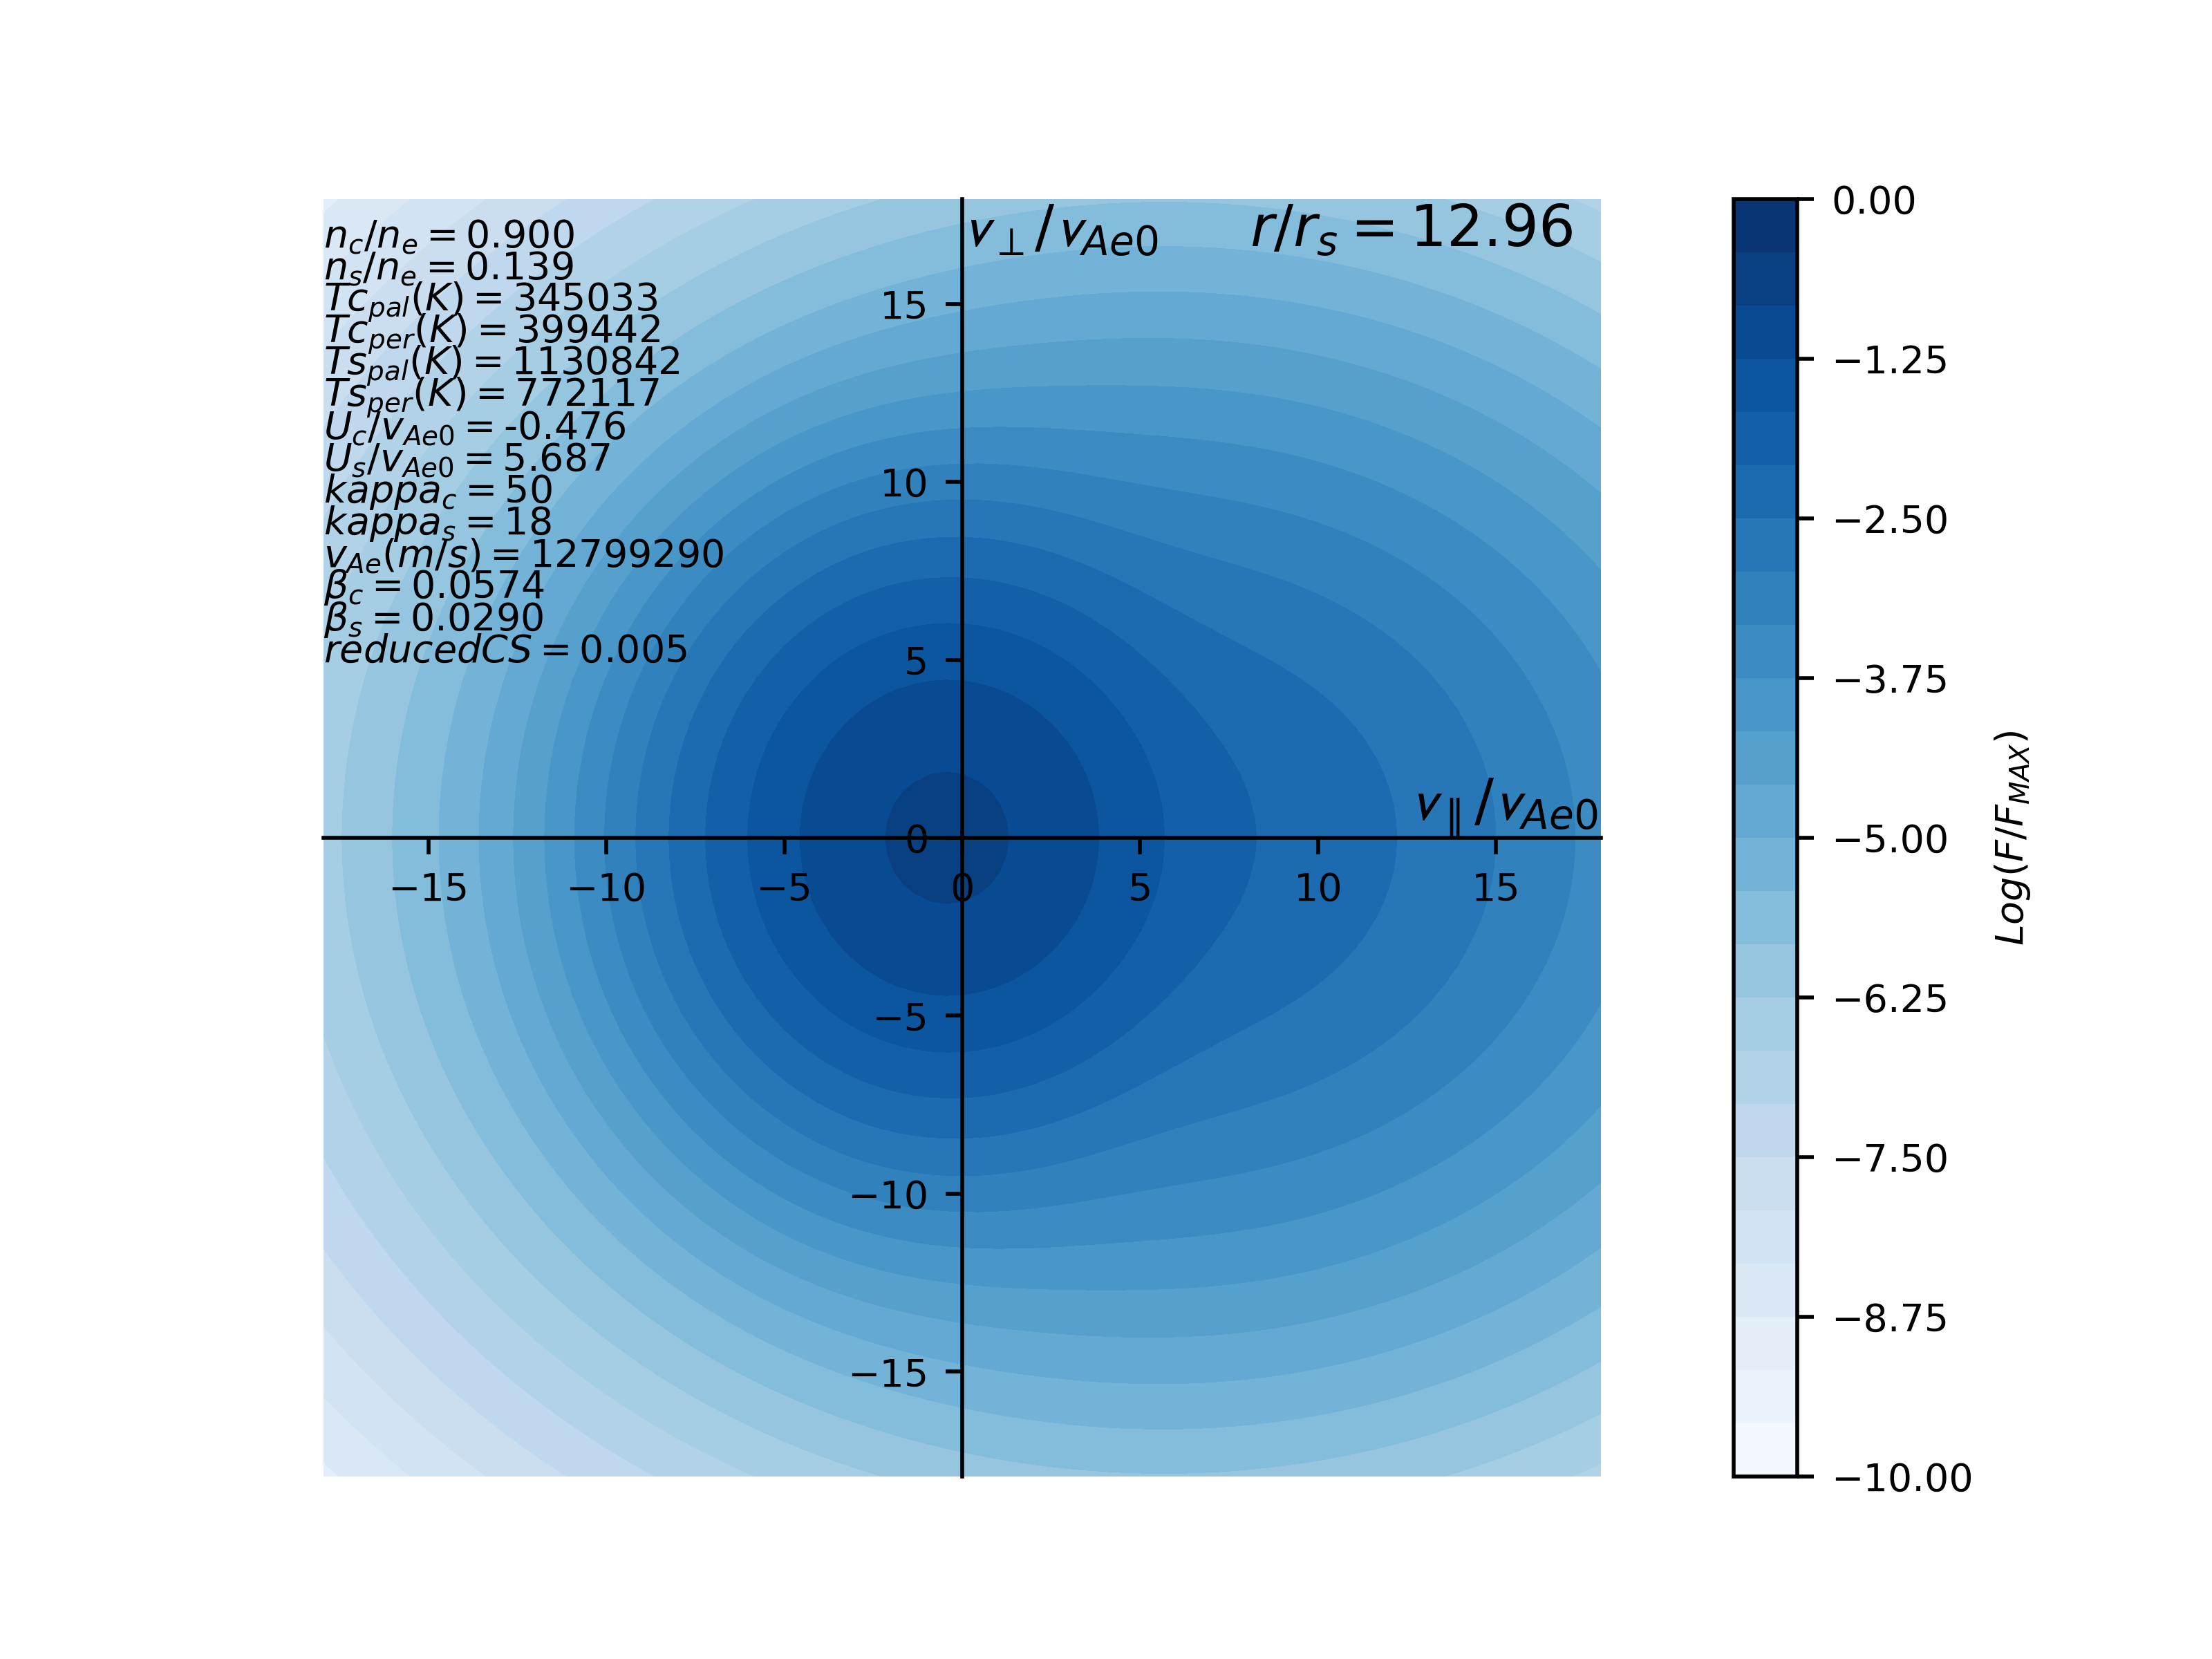 n_c/n_e = 0.900
n_s/n_e = 0.139
Tc_pal(K) = 345033
Tc_per(K) = 399442
Ts_pal(K) = 1130842
Ts_per(K) = 772117
U_c/v_Ae0 = -0.476
U_s/v_Ae0 = 5.687
kappa_c = 50
kappa_s = 18
v_Ae(m/s) = 12799290
β_c = 0.0574
β_s = 0.0290
reducedCS = 0.005
v_⊥/v_Ae0
r/r_s = 12.96
15
10
5
0
−5
−10
−15
v_∥/v_Ae0
−15 −10 −5 0 5 10 15
0.00
−1.25
−2.50
−3.75
−5.00
−6.25
−7.50
−8.75
−10.00
Log(F/F_MAX)